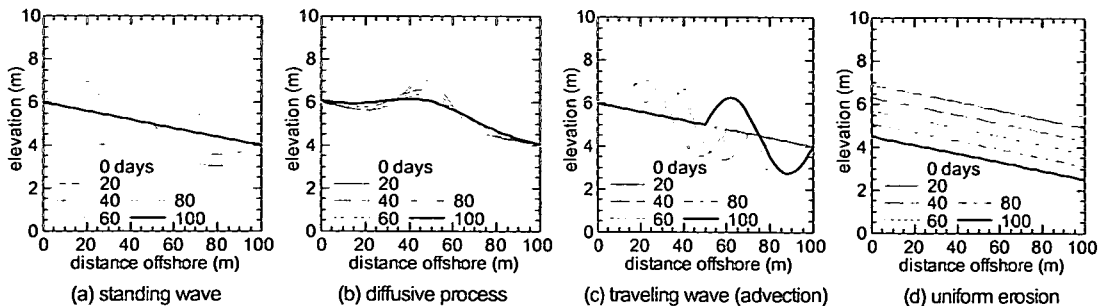 10
8
6
4
2
0
elevation (m)
0 days
20
40
60
80
100
0 20 40 60 80 100
distance offshore (m)
(a) standing wave
10
8
6
4
2
0
elevation (m)
0 days
20
40
60
80
100
0 20 40 60 80 100
distance offshore (m)
(b) diffusive process
10
8
6
4
2
0
elevation (m)
0 days
20
40
60
80
100
0 20 40 60 80 100
distance offshore (m)
(c) traveling wave (advection)
10
8
6
4
2
0
elevation (m)
0 days
20
40
60
80
100
0 20 40 60 80 100
distance offshore (m)
(d) uniform erosion